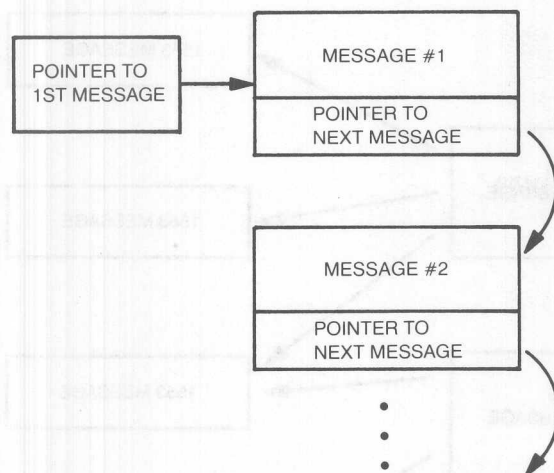 POINTER TO
1ST MESSAGE
MESSAGE #1
POINTER TO
NEXT MESSAGE
MESSAGE #2
POINTER TO
NEXT MESSAGE